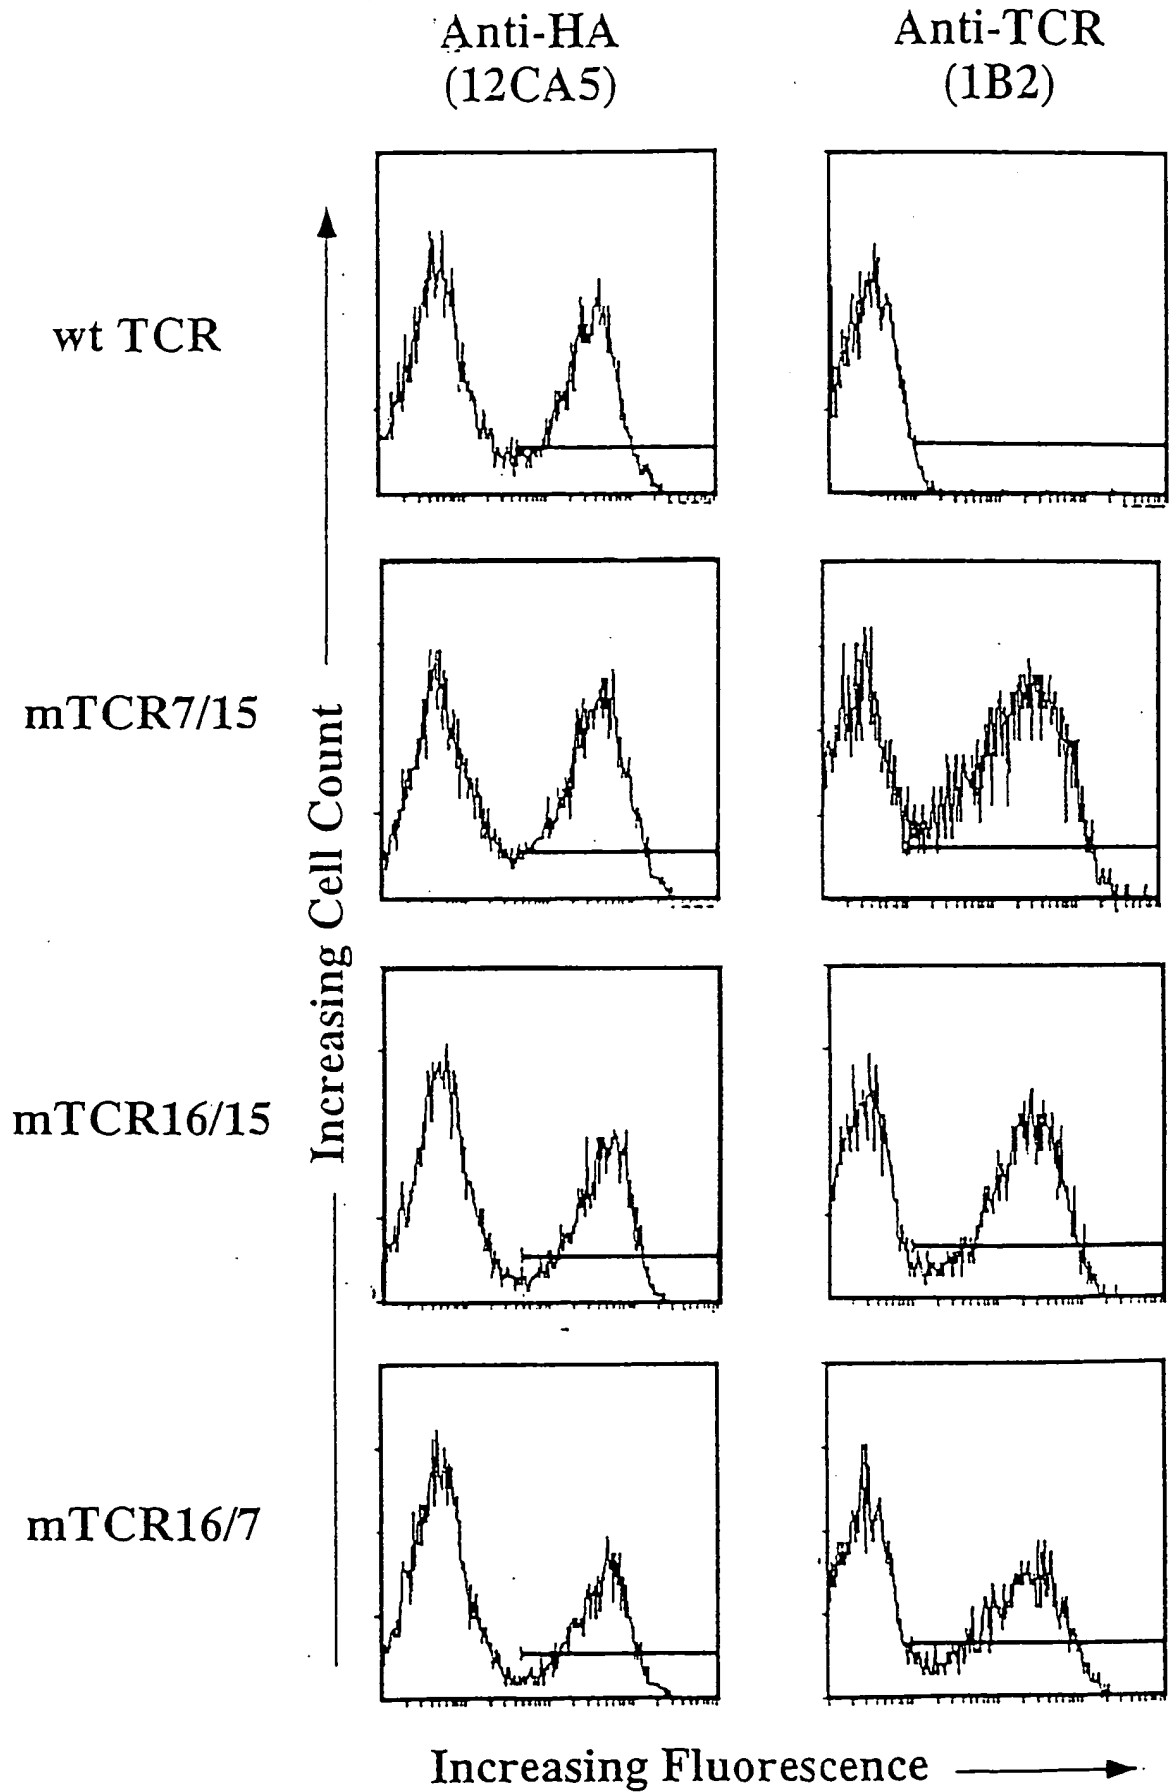 Anti-HA
(12CA5)
Anti-TCR
(1B2)
wt TCR
mTCR7/15
mTCR16/15
mTCR16/7
Increasing Cell Count
Increasing Fluorescence